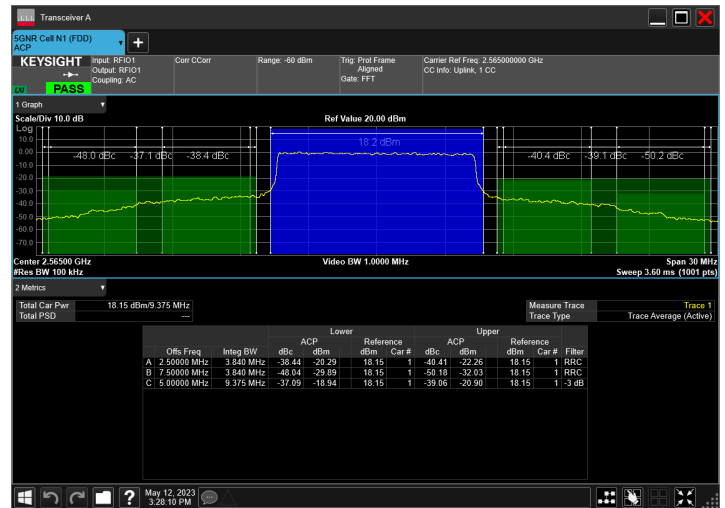 Transceiver A
5GNR Cell N1 (FDD)
ACP
KEYSIGHT
LXI
PASS
Input: RFIO1
Output: RFIO1
Coupling: AC
Corr CCorr
Range: -60 dBm
Trig: Prot Frame
Aligned
Gate: FFT
Carrier Ref Freq: 2.565000000 GHz
CC Info: Uplink, 1 CC
1 Graph
Scale/Div 10.0 dB
Ref Value 20.00 dBm
Log
10.0
0.00
-10.0
-20.0
-30.0
-40.0
-50.0
-60.0
-70.0
-48.0 dBc
-37.1 dBc
-38.4 dBc
18.2 dBm
-40.4 dBc
-39.1 dBc
-50.2 dBc
Center 2.56500 GHz
Video BW 1.0000 MHz
Span 30 MHz
#Res BW 100 kHz
Sweep 3.60 ms (1001 pts)
2 Metrics
Total Car Pwr 18.15 dBm/9.375 MHz
Total PSD ---
Measure Trace Trace 1
Trace Type Trace Average (Active)
Lower Upper
ACP Reference ACP Reference
Offs Freq Integ BW dBc dBm dBm Car # dBc dBm dBm Car # Filter
A 2.50000 MHz 3.840 MHz -38.44 -20.29 18.15 1 -40.41 -22.26 18.15 1 RRC
B 7.50000 MHz 3.840 MHz -48.04 -29.89 18.15 1 -50.18 -32.03 18.15 1 RRC
C 5.00000 MHz 9.375 MHz -37.09 -18.94 18.15 1 -39.06 -20.90 18.15 1 -3 dB
?
May 12, 2023
3:28:10 PM